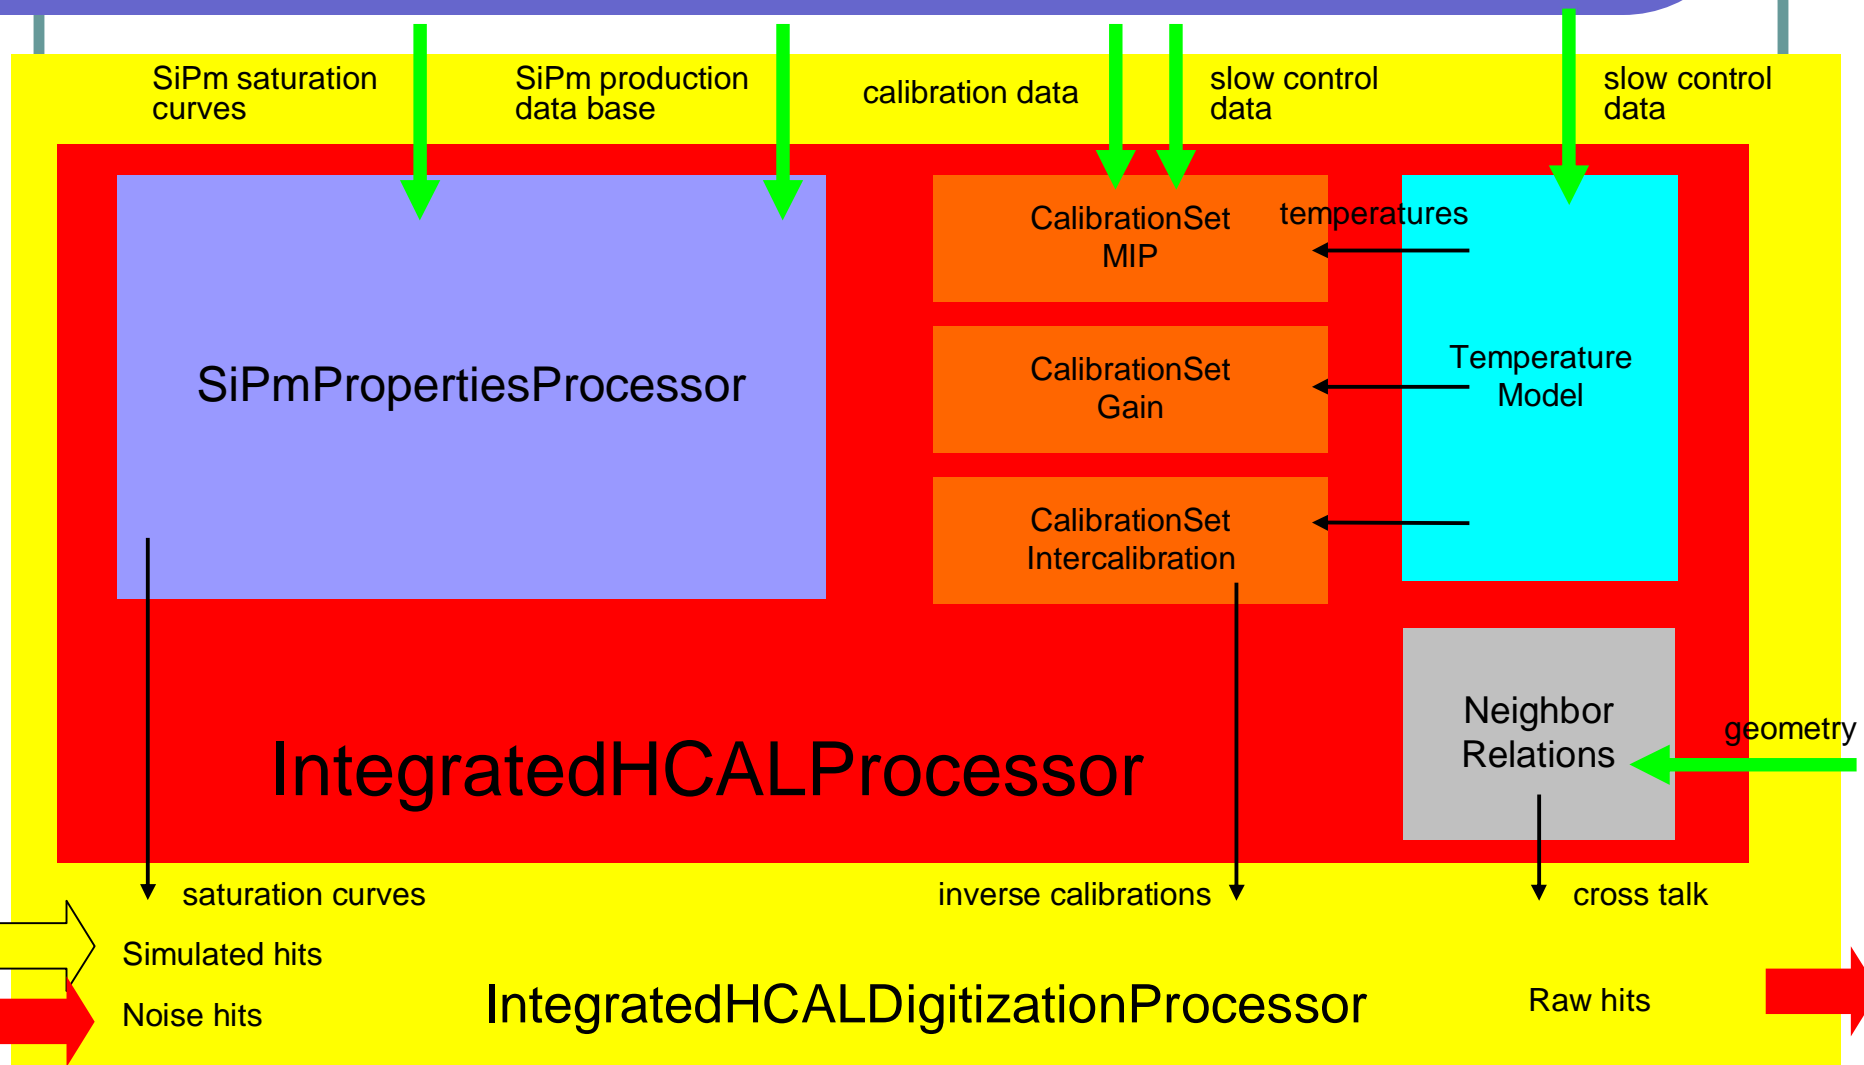 SiPm saturation
curves
SiPm production
data base
calibration data
slow control
data
slow control
data
CalibrationSet
MIP
temperatures
SiPmPropertiesProcessor
CalibrationSet
Gain
Temperature
Model
CalibrationSet
Intercalibration
Neighbor
Relations
geometry
IntegratedHCALProcessor
saturation curves
inverse calibrations
cross talk
Simulated hits
Noise hits
IntegratedHCALDigitizationProcessor
Raw hits